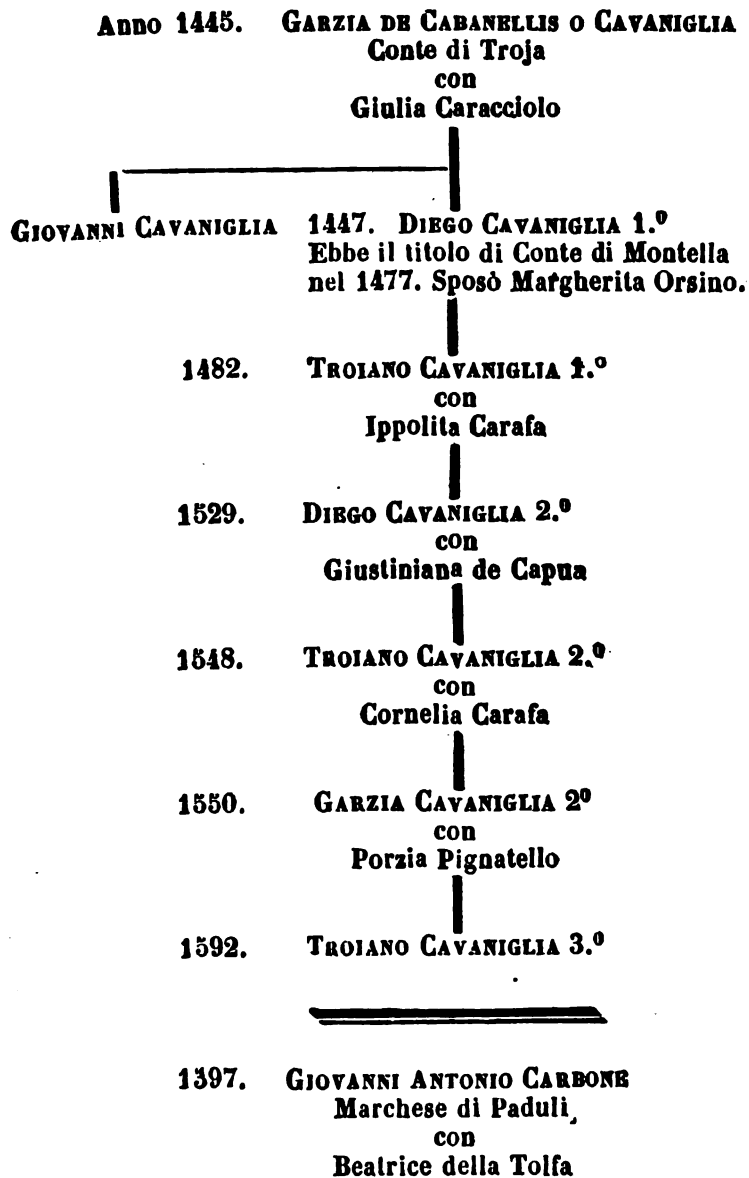 Anno 1445. GARZIA DE CABANELLIS O CAVANIGLIA
Conte di Troja
con
Giulia Caracciolo
GIOVANNI CAVANIGLIA 1447. DIEGO CAVANIGLIA 1.º
Ebbe il titolo di Conte di Montella
nel 1477. Sposò Margherita Orsino.
1482. TROIANO CAVANIGLIA 1.º
con
Ippolita Carafa
1529. DIEGO CAVANIGLIA 2.º
con
Giustiniana de Capua
1548. TROIANO CAVANIGLIA 2.º
con
Cornelia Carafa
1550. GARZIA CAVANIGLIA 2º
con
Porzia Pignatello
1592. TROIANO CAVANIGLIA 3.º
1597. GIOVANNI ANTONIO CARBONE
Marchese di Paduli
con
Beatrice della Tolfa